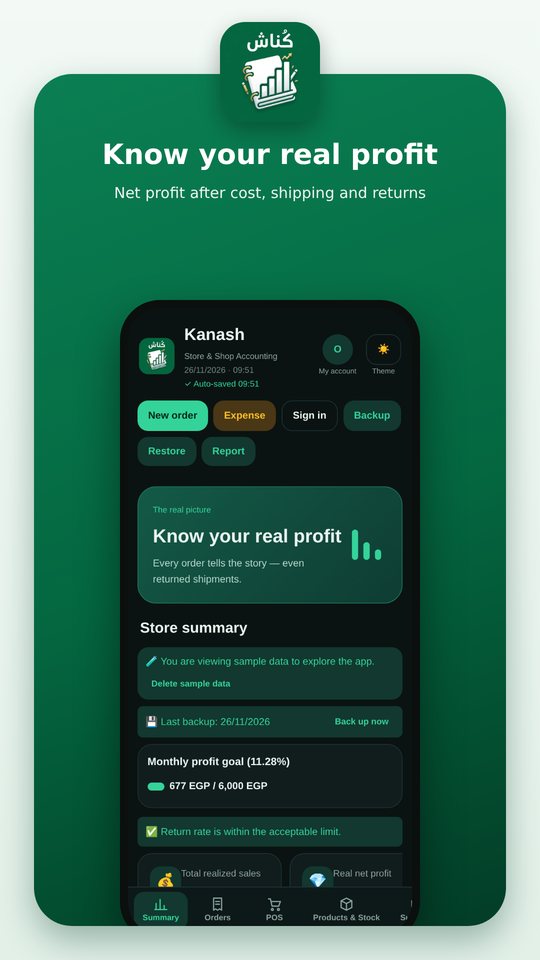 كُناش
Know your real profit
Net profit after cost, shipping and returns
كُناش
Kanash
Store & Shop Accounting
26/11/2026 · 09:51
✓ Auto-saved 09:51
O
My account
Theme
New order
Expense
Sign in
Backup
Restore
Report
The real picture
Know your real profit
Every order tells the story — even
returned shipments.
Store summary
You are viewing sample data to explore the app.
Delete sample data
Last backup: 26/11/2026
Back up now
Monthly profit goal (11.28%)
677 EGP / 6,000 EGP
Return rate is within the acceptable limit.
Total realized sales
Real net profit
Summary
Orders
POS
Products & Stock